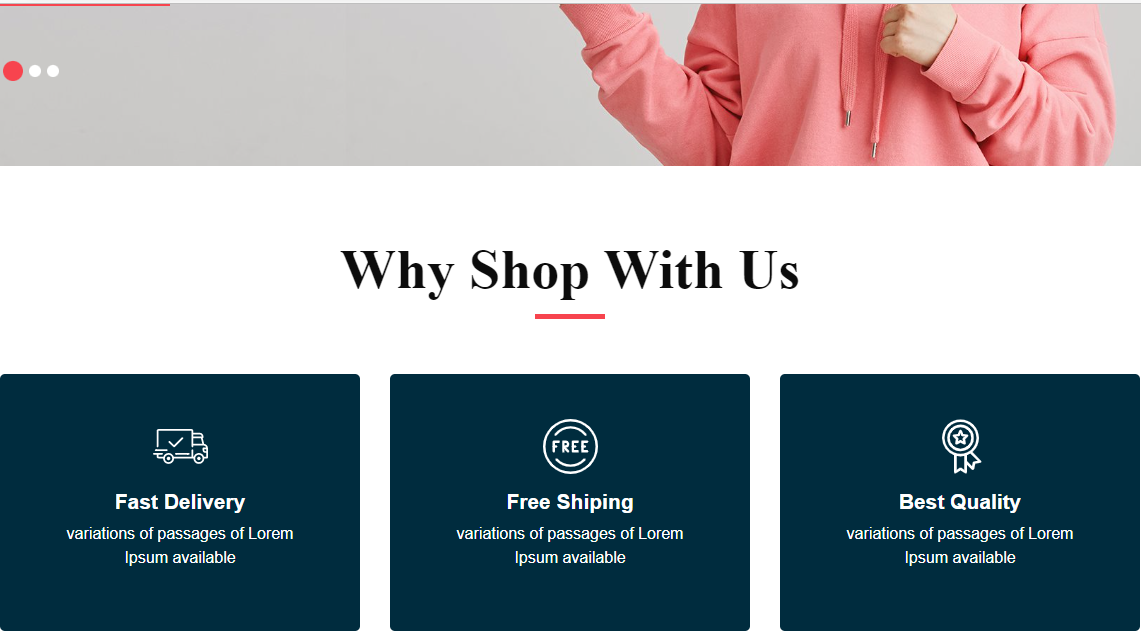 Why Shop With Us
FREE
Fast Delivery
Free Shiping
Best Quality
variations of passages of Lorem
Ipsum available
variations of passages of Lorem
Ipsum available
variations of passages of Lorem
Ipsum available